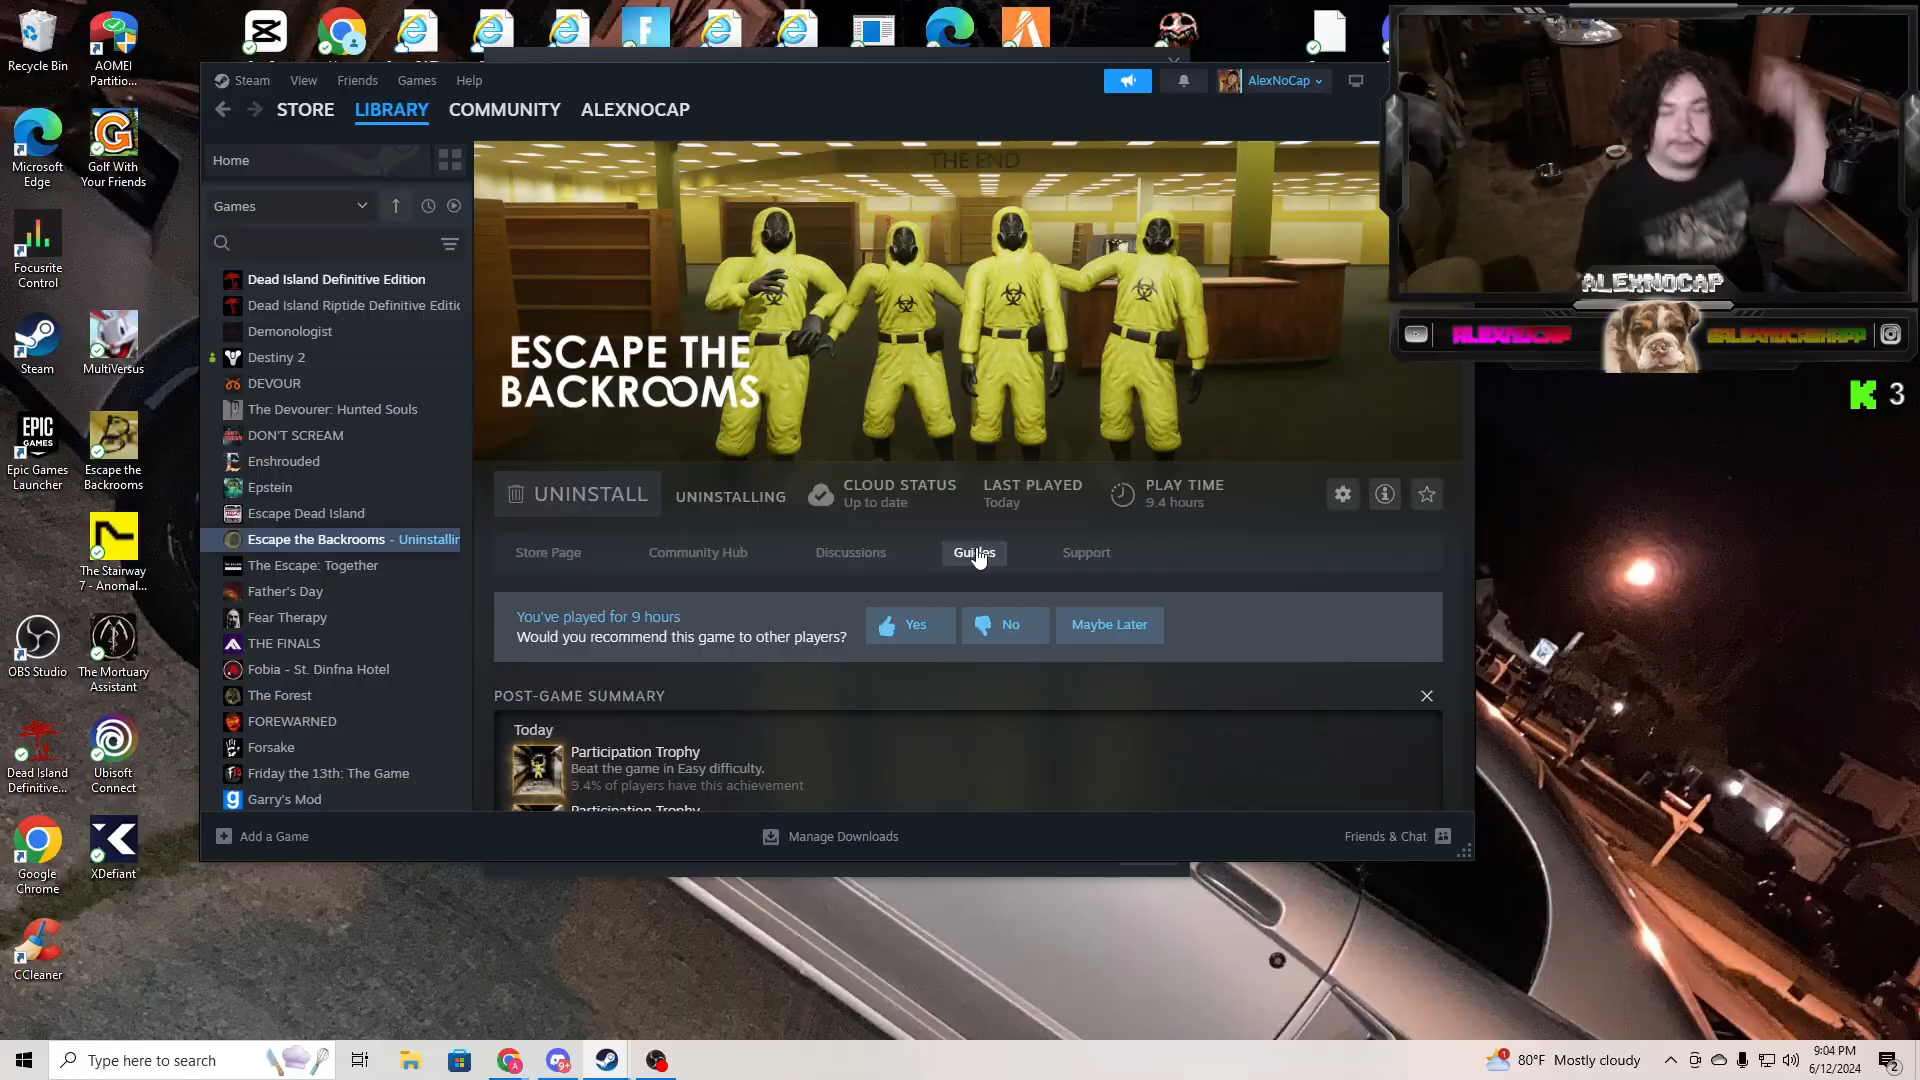 Recycle Bin
AOMEI
Partitio...
Steam
View
Friends
Games
Help
AlexNoCap
STORE
LIBRARY
COMMUNITY
ALEXNOCAP
Microsoft
Edge
Golf With
Your Friends
Focusrite
Control
Steam
MultiVersus
EPIC
GAMES
Epic Games
Launcher
Escape the
Backrooms
The Stairway
7 - Anomal...
OBS Studio
The Mortuary
Assistant
Dead Island
Definitive...
Ubisoft
Connect
Google
Chrome
XDefiant
CCleaner
Home
Games
Dead Island Definitive Edition
Dead Island Riptide Definitive Editic
Demonologist
Destiny 2
DEVOUR
The Devourer: Hunted Souls
DON'T SCREAM
Enshrouded
Epstein
Escape Dead Island
Escape the Backrooms - Uninstallin
The Escape: Together
Father's Day
Fear Therapy
THE FINALS
Fobia - St. Dinfna Hotel
The Forest
FOREWARNED
Forsake
Friday the 13th: The Game
Garry's Mod
THE END
ESCAPE THE
BACKROOMS
UNINSTALL
UNINSTALLING
CLOUD STATUS
Up to date
LAST PLAYED
Today
PLAY TIME
9.4 hours
Store Page
Community Hub
Discussions
Guides
Support
You've played for 9 hours
Would you recommend this game to other players?
Yes
No
Maybe Later
POST-GAME SUMMARY
Today
Participation Trophy
Beat the game in Easy difficulty.
9.4% of players have this achievement
Participation Trophy
Add a Game
Manage Downloads
Friends & Chat
ALEXNOCAP
ALEXNOCAP
K 3
Type here to search
9+
80°F Mostly cloudy
9:04 PM
6/12/2024
2